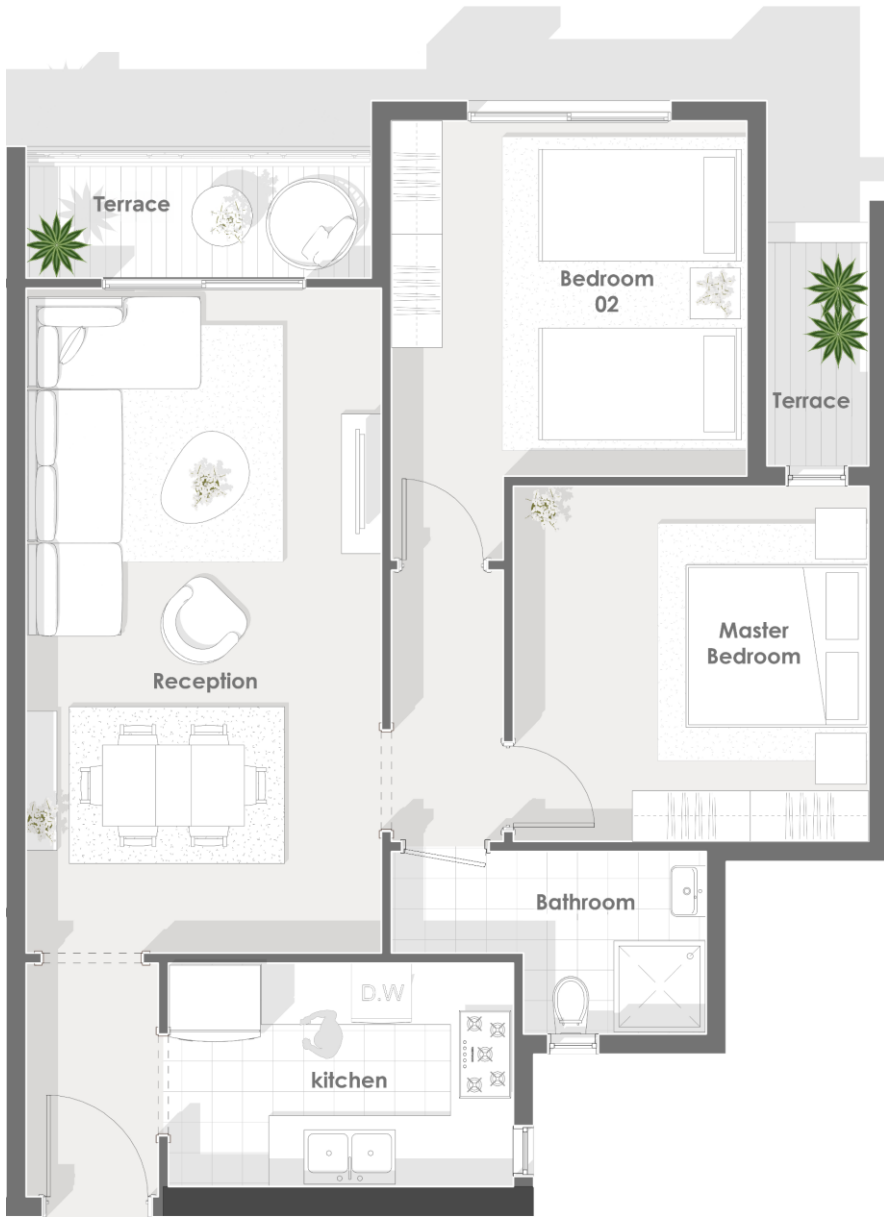 Terrace
Bedroom
02
Terrace
Master
Bedroom
Reception
Bathroom
D.W
kitchen